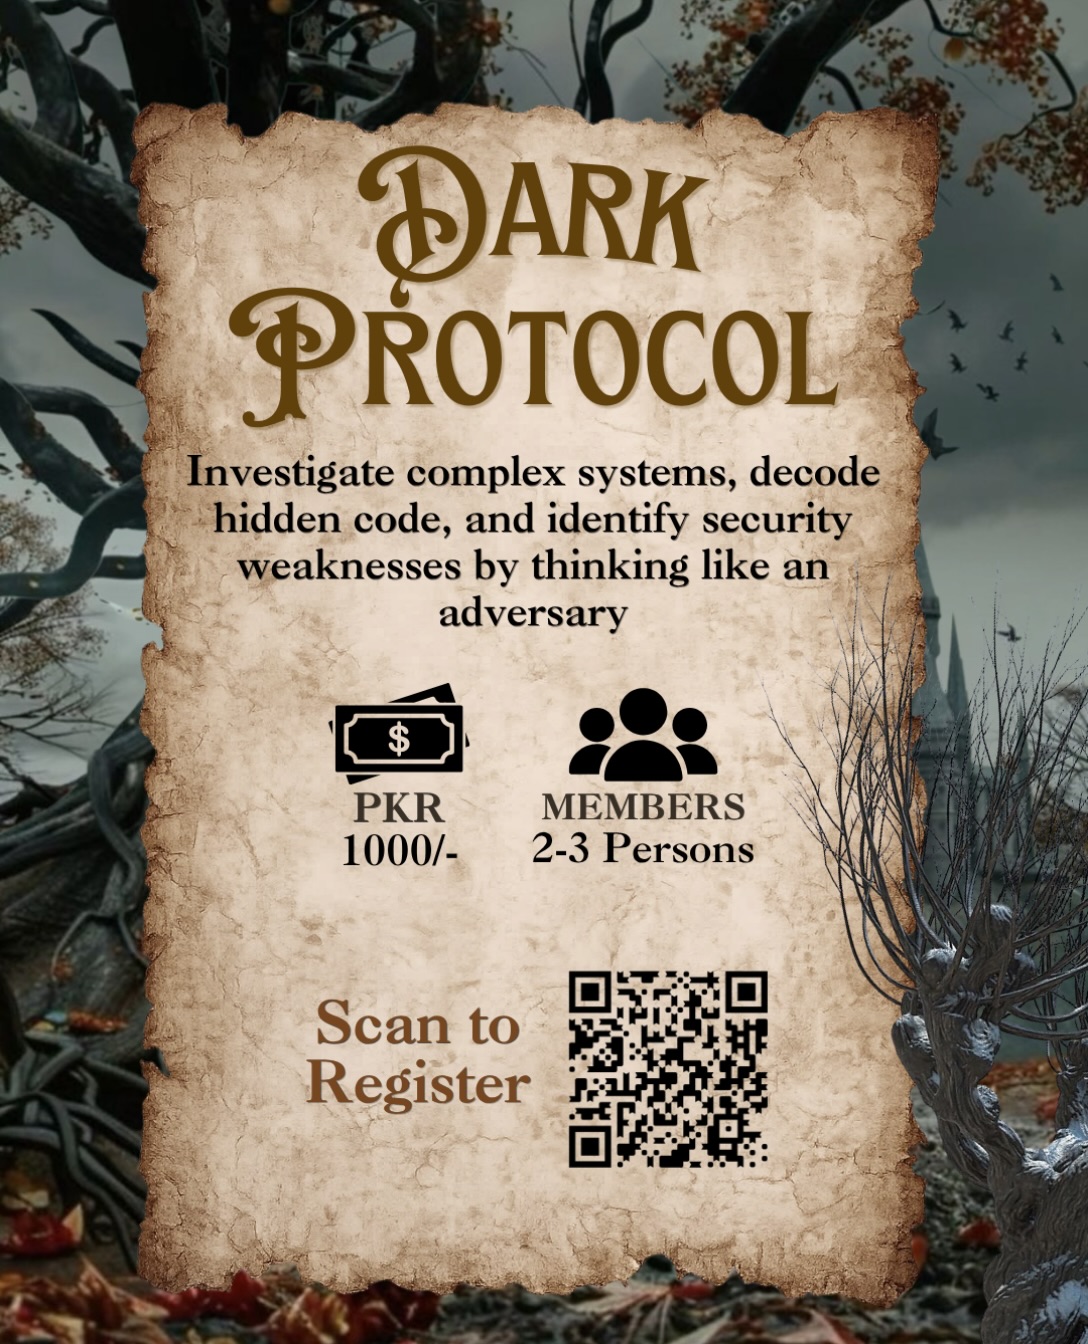 DARK
PROTOCOL
Investigate complex systems, decode
hidden code, and identify security
weaknesses by thinking like an
adversary
$
PKR
1000/-
MEMBERS
2-3 Persons
Scan to
Register